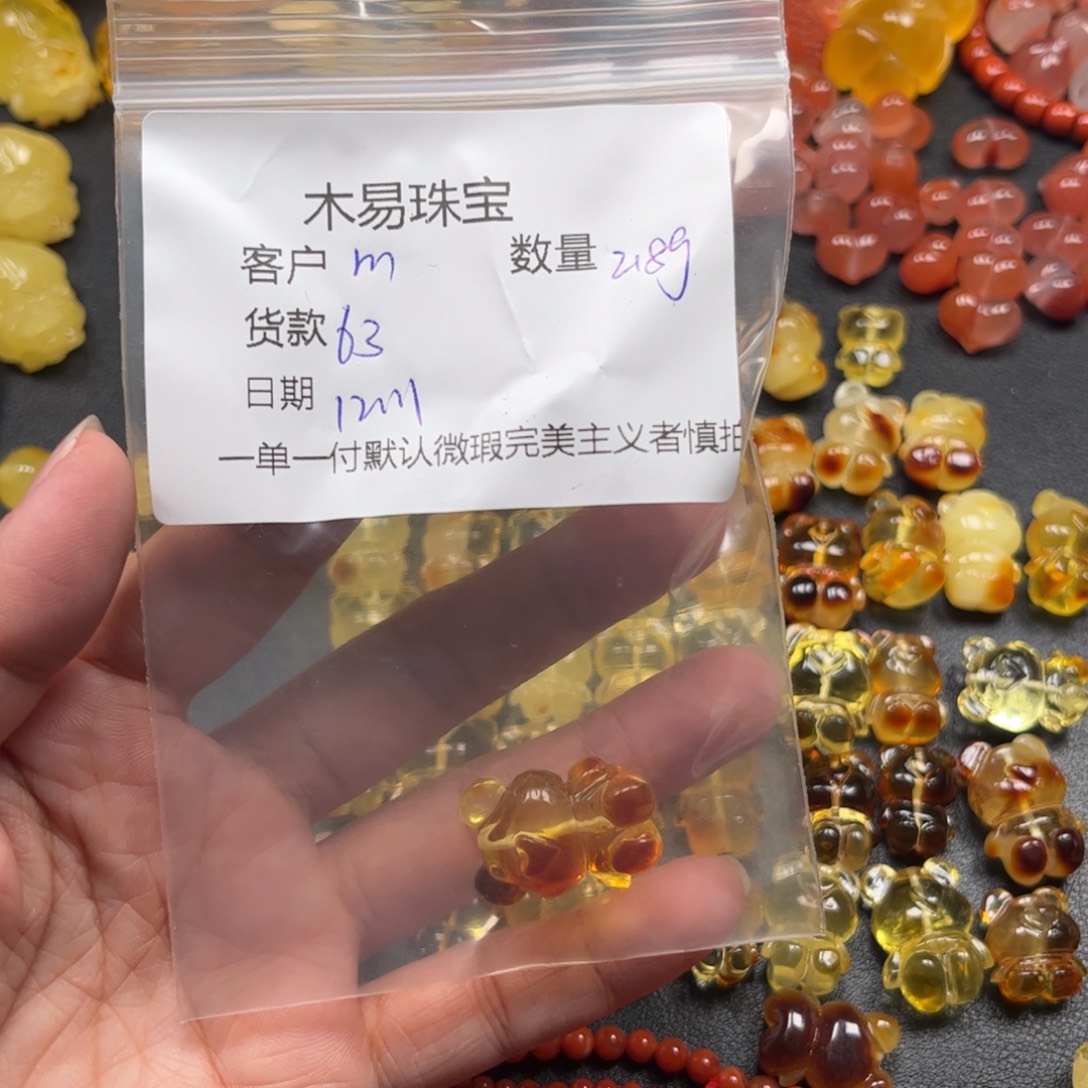 木易珠宝
客户 m 数量 2.18g
货款 63
日期 12m
一单一付默认微瑕完美主义者慎拍